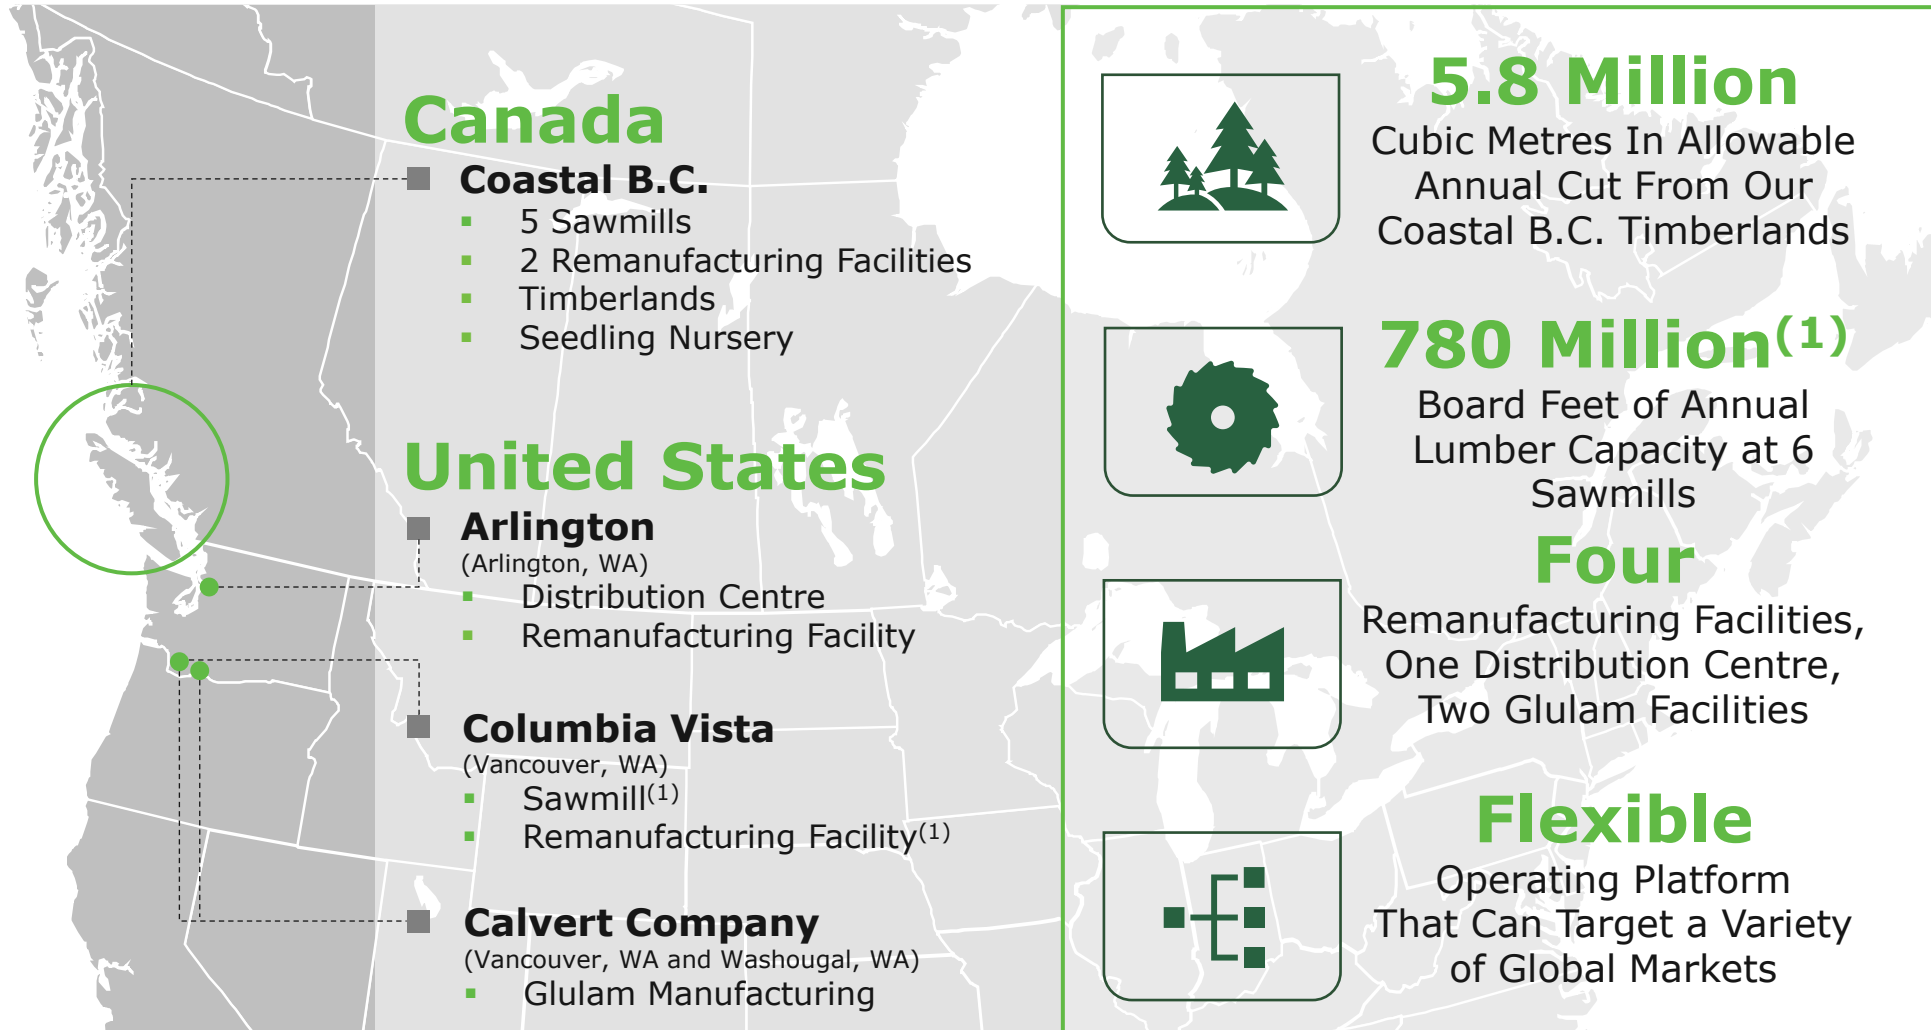 Canada
Coastal B.C.
▪ 5 Sawmills
▪ 2 Remanufacturing Facilities
▪ Timberlands
▪ Seedling Nursery
United States
Arlington
(Arlington, WA)
▪ Distribution Centre
▪ Remanufacturing Facility
Columbia Vista
(Vancouver, WA)
▪ Sawmill(1)
▪ Remanufacturing Facility(1)
Calvert Company
(Vancouver, WA and Washougal, WA)
▪ Glulam Manufacturing
5.8 Million
Cubic Metres In Allowable
Annual Cut From Our
Coastal B.C. Timberlands
780 Million(1)
Board Feet of Annual
Lumber Capacity at 6
Sawmills
Four
Remanufacturing Facilities,
One Distribution Centre,
Two Glulam Facilities
Flexible
Operating Platform
That Can Target a Variety
of Global Markets